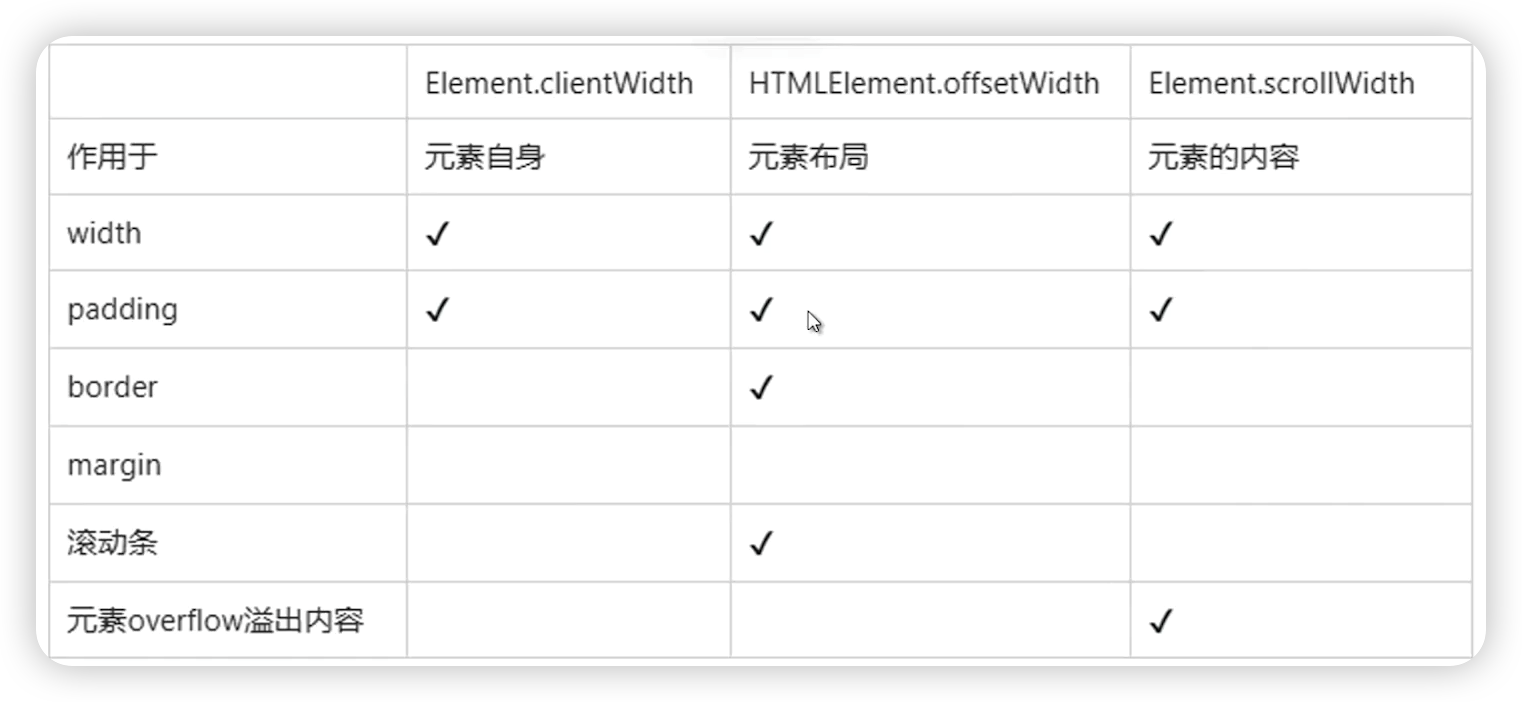 Element.clientWidth HTMLElement.offsetWidth Element.scrollWidth
作用于 元素自身 元素布局 元素的内容
width ✓ ✓ ✓
padding ✓ ✓ ✓
border ✓
margin
滚动条 ✓
元素overflow溢出内容 ✓